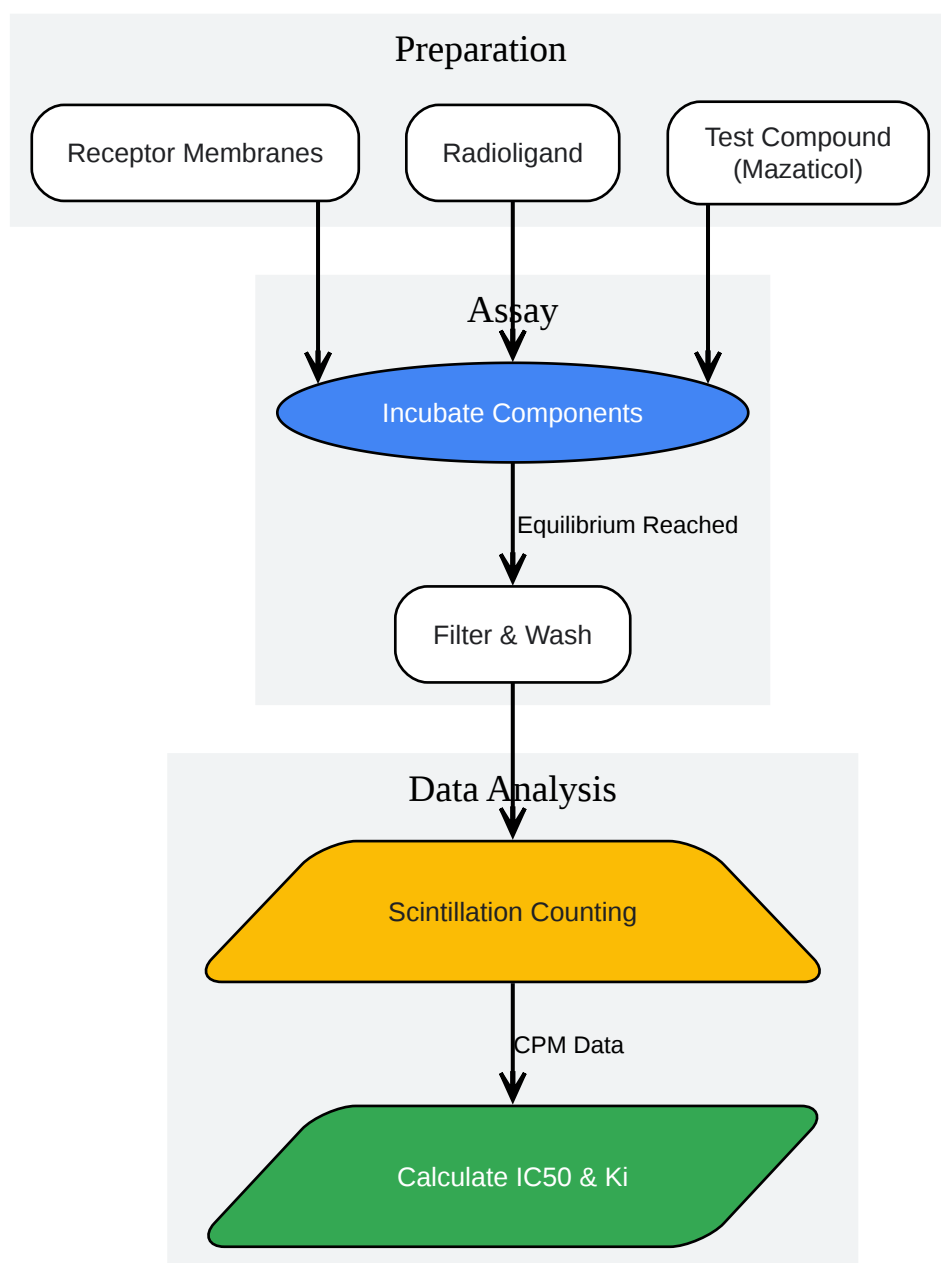 Preparation
Receptor Membranes
Radioligand
Test Compound
(Mazaticol)
Assay
Incubate Components
Equilibrium Reached
Filter & Wash
Data Analysis
Scintillation Counting
CPM Data
Calculate IC50 & Ki